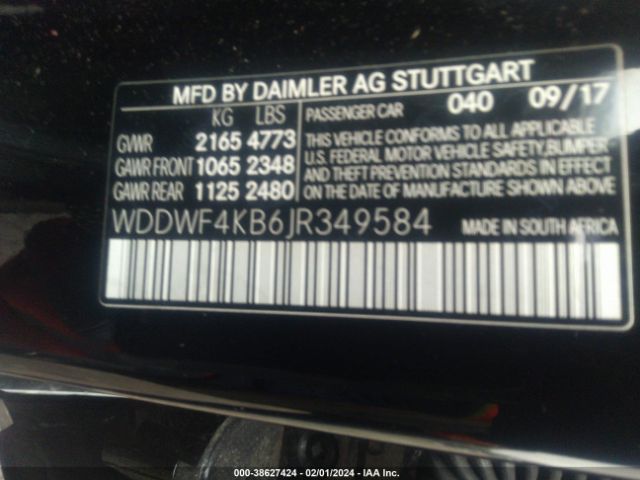 MFD BY DAIMLER AG STUTTGART
KG LBS PASSENGER CAR 040 09/17
GVWR 2165 4773 THIS VEHICLE CONFORMS TO ALL APPLICABLE
GAWR FRONT 1065 2348 U.S. FEDERAL MOTOR VEHICLE SAFETY, BUMPER
GAWR REAR 1125 2480 AND THEFT PREVENTION STANDARDS IN EFFECT
ON THE DATE OF MANUFACTURE SHOWN ABOVE
WDDWF4KB6JR349584 MADE IN SOUTH AFRICA
000-38627424 - 02/01/2024 - IAA Inc.